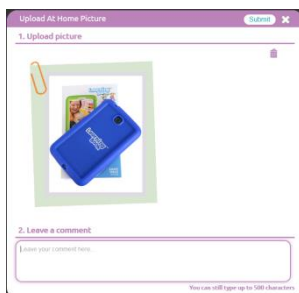 Upload At Home Picture
Submit
1. Upload picture
2. Leave a comment
Leave your comment here.
You can still type up to 500 characters